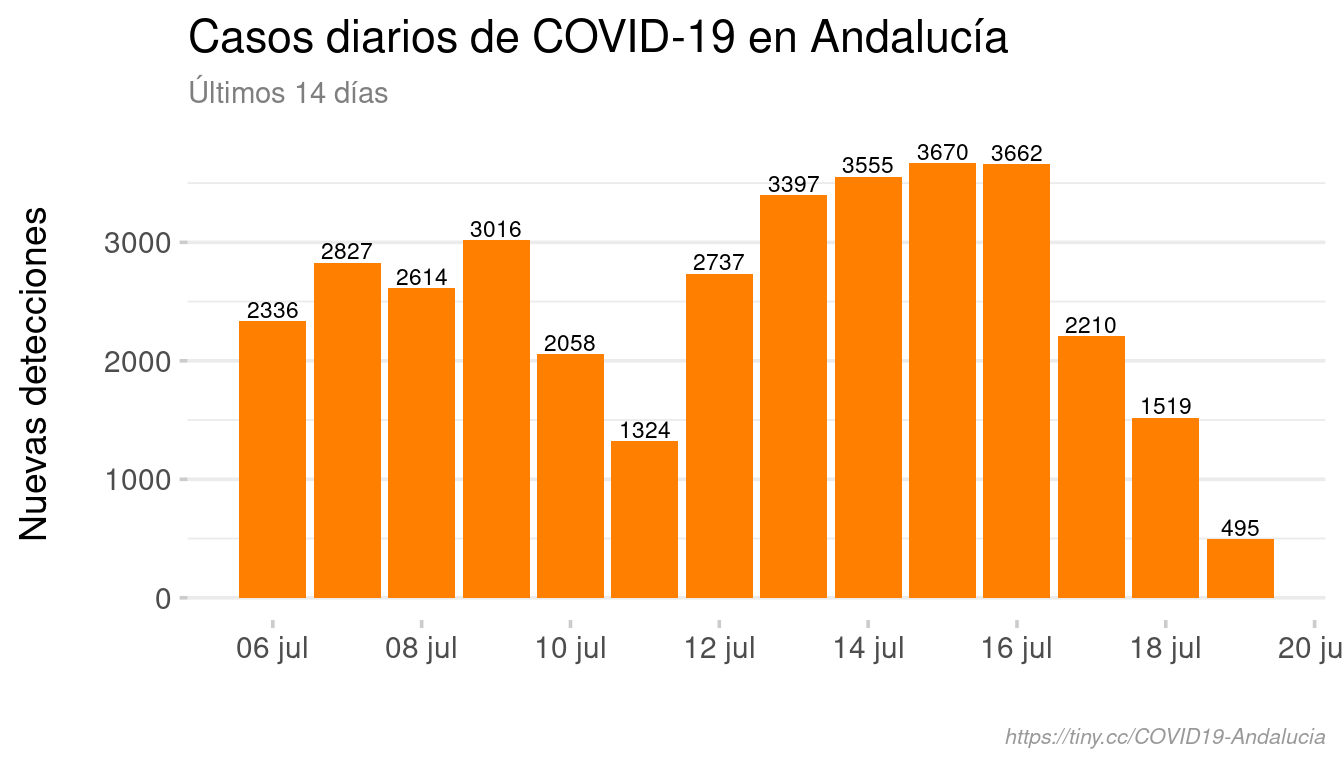 Casos diarios de COVID-19 en Andalucía
Últimos 14 días
Nuevas detecciones
3000
2000
1000
0
2336
2827
2614
3016
2058
1324
2737
3397
3555
3670
3662
2210
1519
495
06 jul
08 jul
10 jul
12 jul
14 jul
16 jul
18 jul
20 ju
https://tiny.cc/COVID19-Andalucia